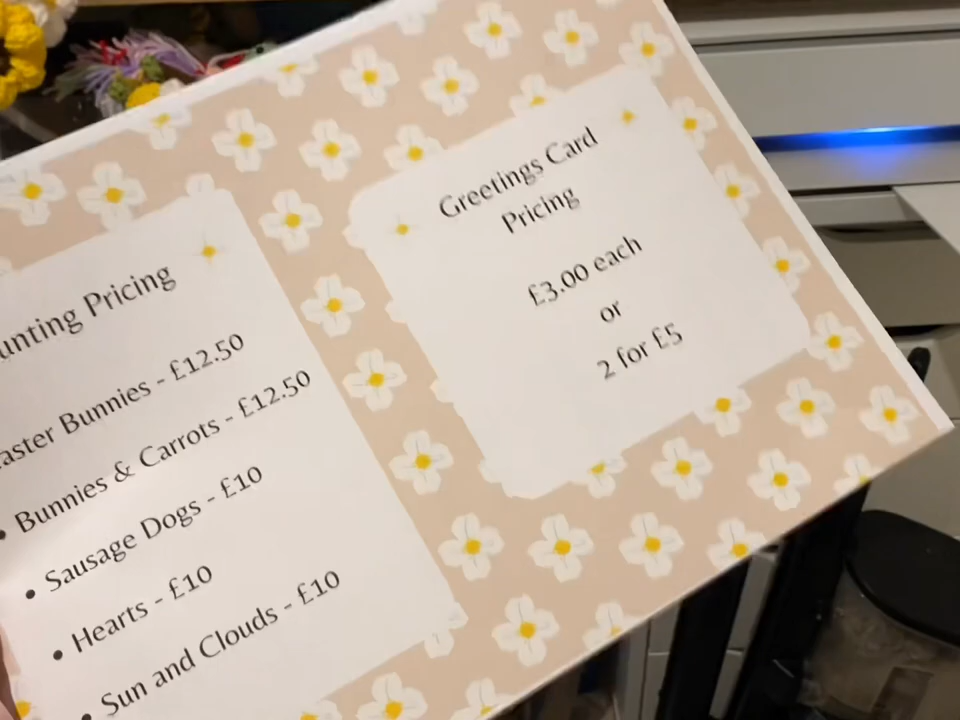 unting Pricing
aster Bunnies - £12.50
• Bunnies & Carrots - £12.50
• Sausage Dogs - £10
• Hearts - £10
• Sun and Clouds - £10
Greetings Card
Pricing
£3.00 each
or
2 for £5